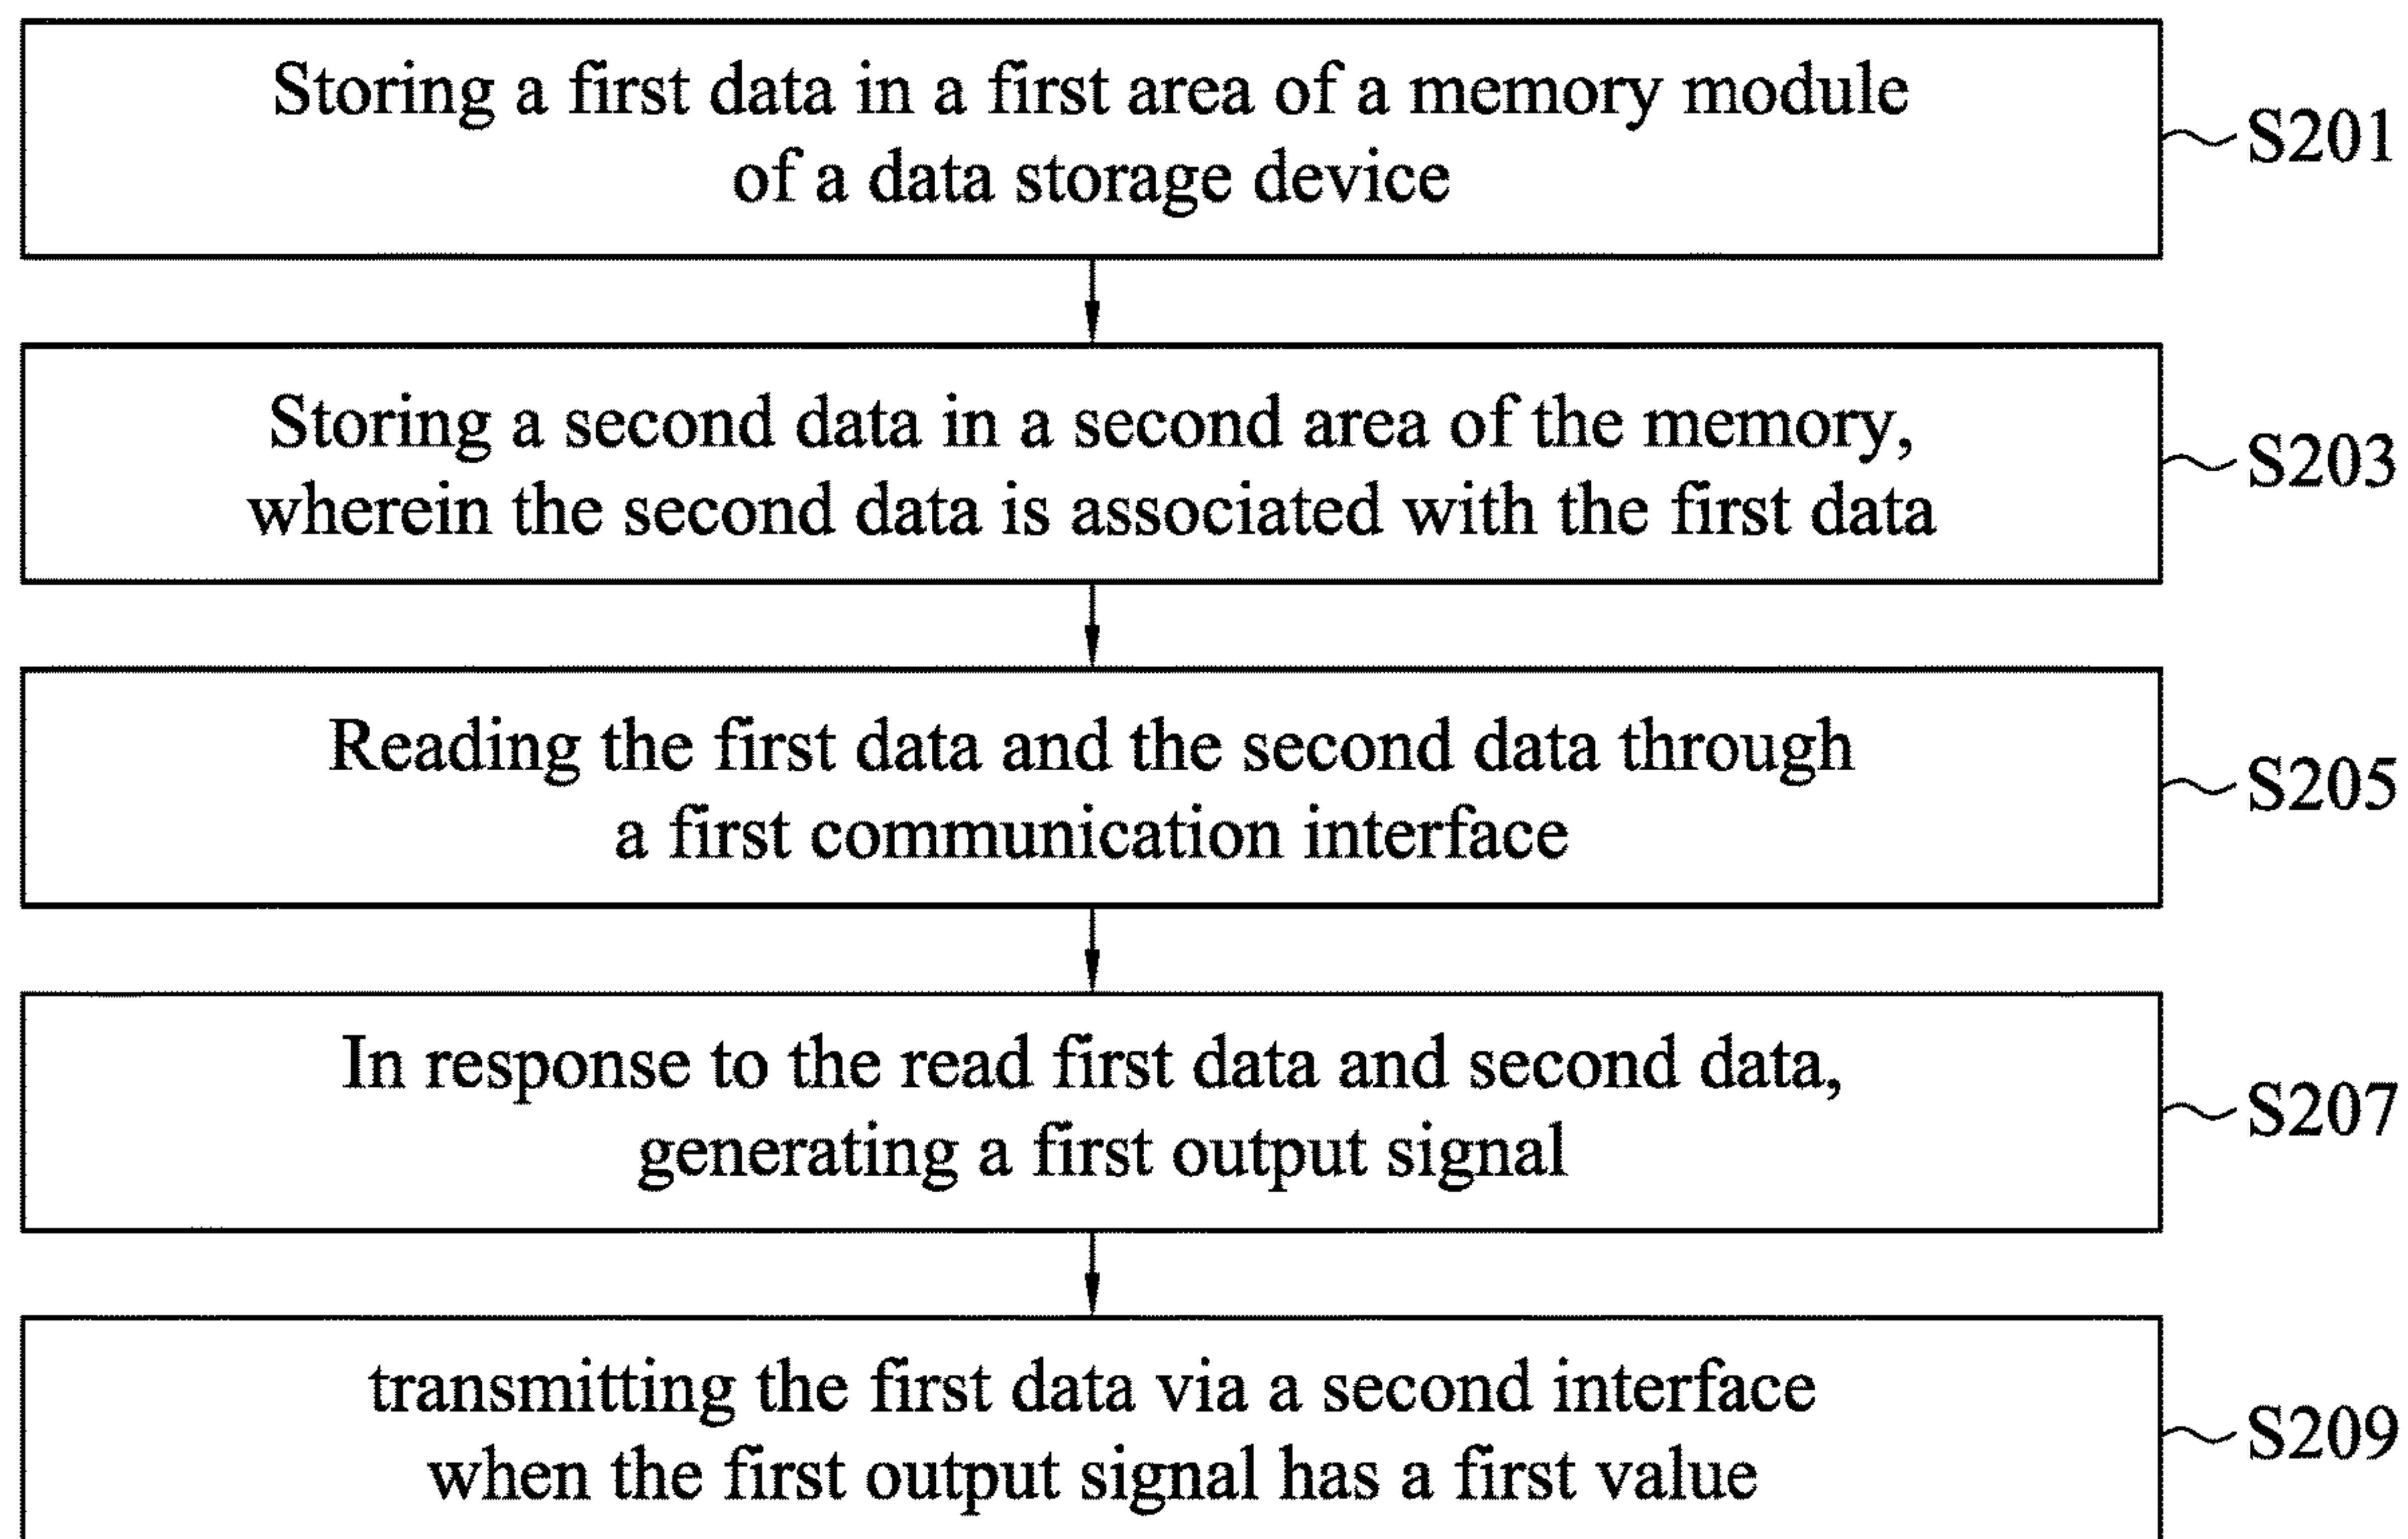 Storing a first data in a first area of a memory module
of a data storage device
S201
Storing a second data in a second area of the memory,
wherein the second data is associated with the first data
S203
Reading the first data and the second data through
a first communication interface
S205
In response to the read first data and second data,
generating a first output signal
S207
transmitting the first data via a second interface
when the first output signal has a first value
S209